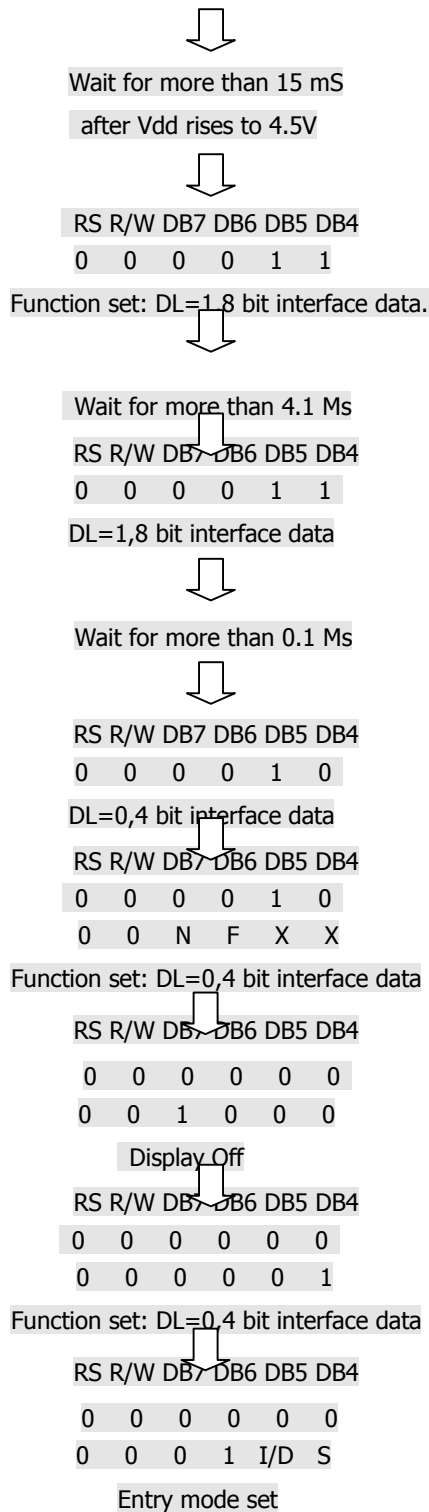 Wait for more than 15 mS
after Vdd rises to 4.5V
RS R/W DB7 DB6 DB5 DB4
0 0 0 0 1 1
Function set: DL=1,8 bit interface data.
Wait for more than 4.1 Ms
RS R/W DB7 DB6 DB5 DB4
0 0 0 0 1 1
DL=1,8 bit interface data
Wait for more than 0.1 Ms
RS R/W DB7 DB6 DB5 DB4
0 0 0 0 1 0
DL=0,4 bit interface data
RS R/W DB7 DB6 DB5 DB4
0 0 0 0 1 0
0 0 N F X X
Function set: DL=0,4 bit interface data
RS R/W DB7 DB6 DB5 DB4
0 0 0 0 0 0
0 0 1 0 0 0
Display Off
RS R/W DB7 DB6 DB5 DB4
0 0 0 0 0 0
0 0 0 0 0 1
Function set: DL=0,4 bit interface data
RS R/W DB7 DB6 DB5 DB4
0 0 0 0 0 0
0 0 0 1 I/D S
Entry mode set